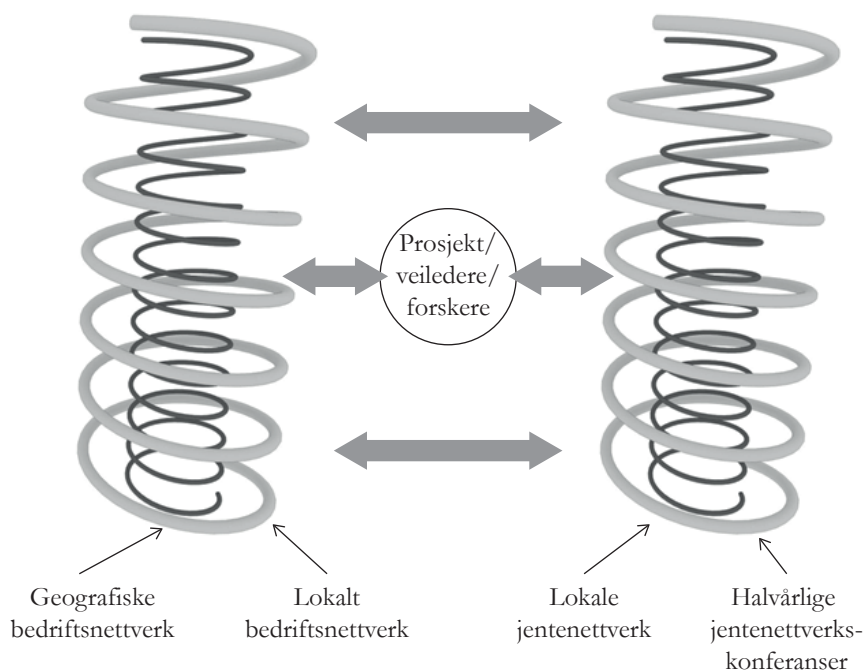 Prosjekt/
veiledere/
forskere
Geografiske
bedriftsnettverk
Lokalt
bedriftsnettverk
Lokale
jentenettverk
Halvårlige
jentenettverks-
konferanser